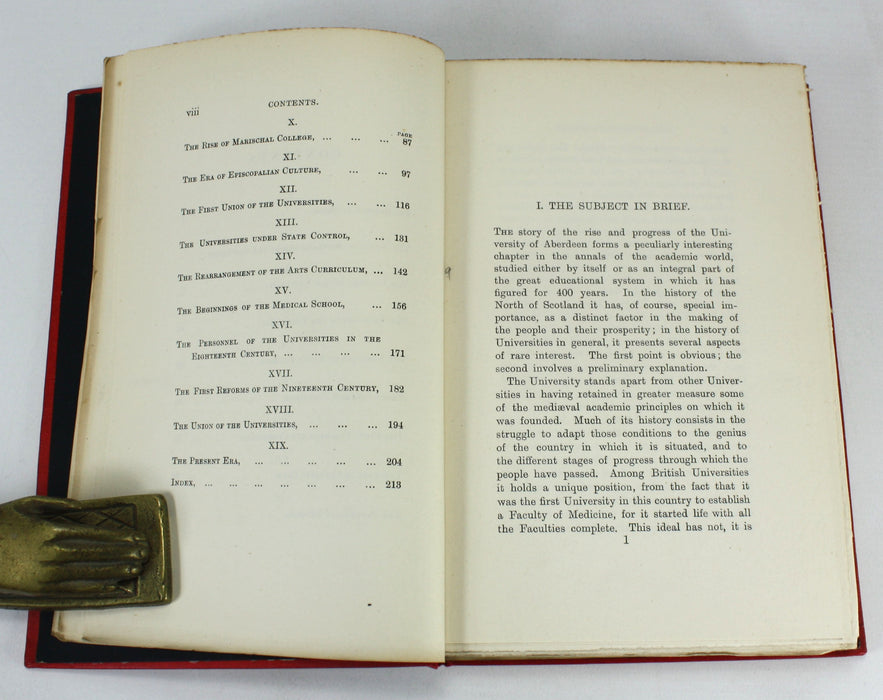 viii CONTENTS.
X.
PAGE
THE RISE OF MARISCHAL COLLEGE, ... ... ... 87
XI.
THE ERA OF EPISCOPALIAN CULTURE, ... ... 97
XII.
THE FIRST UNION OF THE UNIVERSITIES, ... ... 116
XIII.
THE UNIVERSITIES UNDER STATE CONTROL, ... 131
XIV.
THE REARRANGEMENT OF THE ARTS CURRICULUM, ... 142
XV.
THE BEGINNINGS OF THE MEDICAL SCHOOL, ... 156
XVI.
THE PERSONNEL OF THE UNIVERSITIES IN THE
EIGHTEENTH CENTURY, ... ... ... ... 171
XVII.
THE FIRST REFORMS OF THE NINETEENTH CENTURY, 182
XVIII.
THE UNION OF THE UNIVERSITIES, ... ... ... 194
XIX.
THE PRESENT ERA, ... ... ... ... ... 204
INDEX, ... ... ... ... ... ... ... 213
I. THE SUBJECT IN BRIEF.
THE story of the rise and progress of the Uni-
versity of Aberdeen forms a peculiarly interesting
chapter in the annals of the academic world,
studied either by itself or as an integral part of
the great educational system in which it has
figured for 400 years. In the history of the
North of Scotland it has, of course, special im-
portance, as a distinct factor in the making of
the people and their prosperity; in the history of
Universities in general, it presents several aspects
of rare interest. The first point is obvious; the
second involves a preliminary explanation.
The University stands apart from other Univer-
sities in having retained in greater measure some
of the mediæval academic principles on which it
was founded. Much of its history consists in the
struggle to adapt those conditions to the genius
of the country in which it is situated, and to
the different stages of progress through which the
people have passed. Among British Universities
it holds a unique position, from the fact that it
was the first University in this country to establish
a Faculty of Medicine, for it started life with all
the Faculties complete. This ideal has not, it is
1